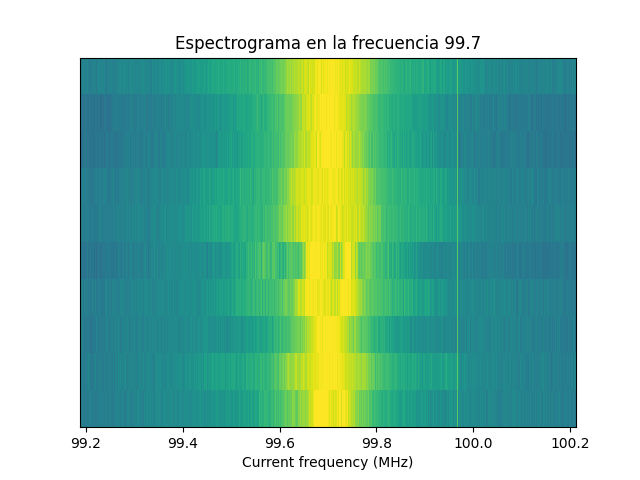 Espectrograma en la frecuencia 99.7
99.2 99.4 99.6 99.8 100.0 100.2
Current frequency (MHz)